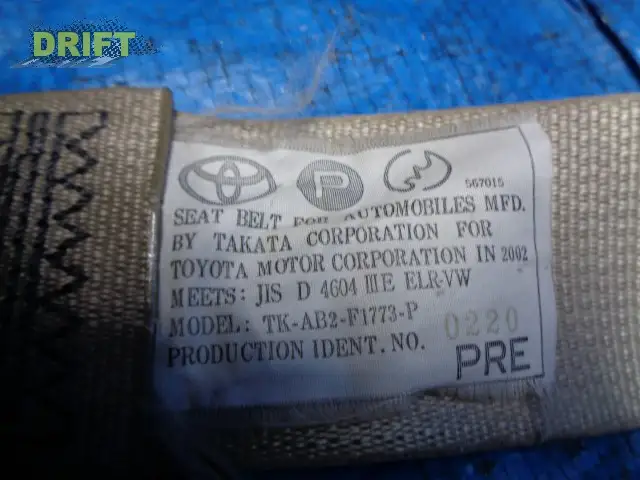 DRIFT
P
567015
SEAT BELT FOR AUTOMOBILES MFD.
BY TAKATA CORPORATION FOR
TOYOTA MOTOR CORPORATION IN 2002
MEETS: JIS D 4604 IIIE ELR-VW
MODEL: TK-AB2-F1773-P
PRODUCTION IDENT. NO. 0220
PRE